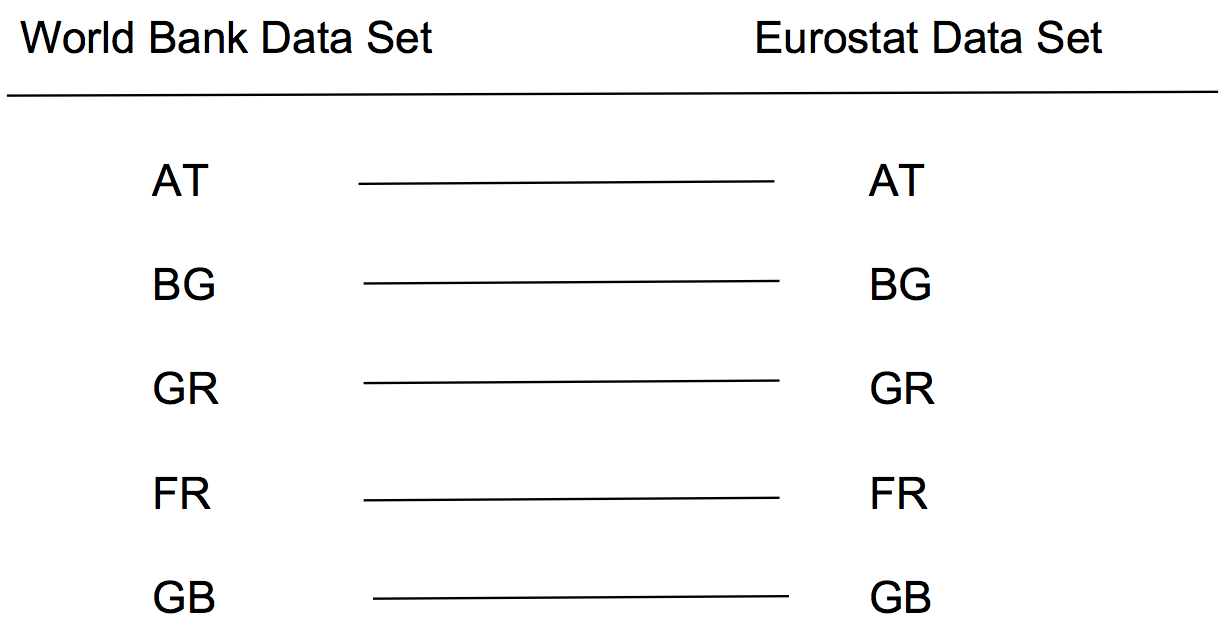 World Bank Data Set Eurostat Data Set
AT AT
BG BG
GR GR
FR FR
GB GB